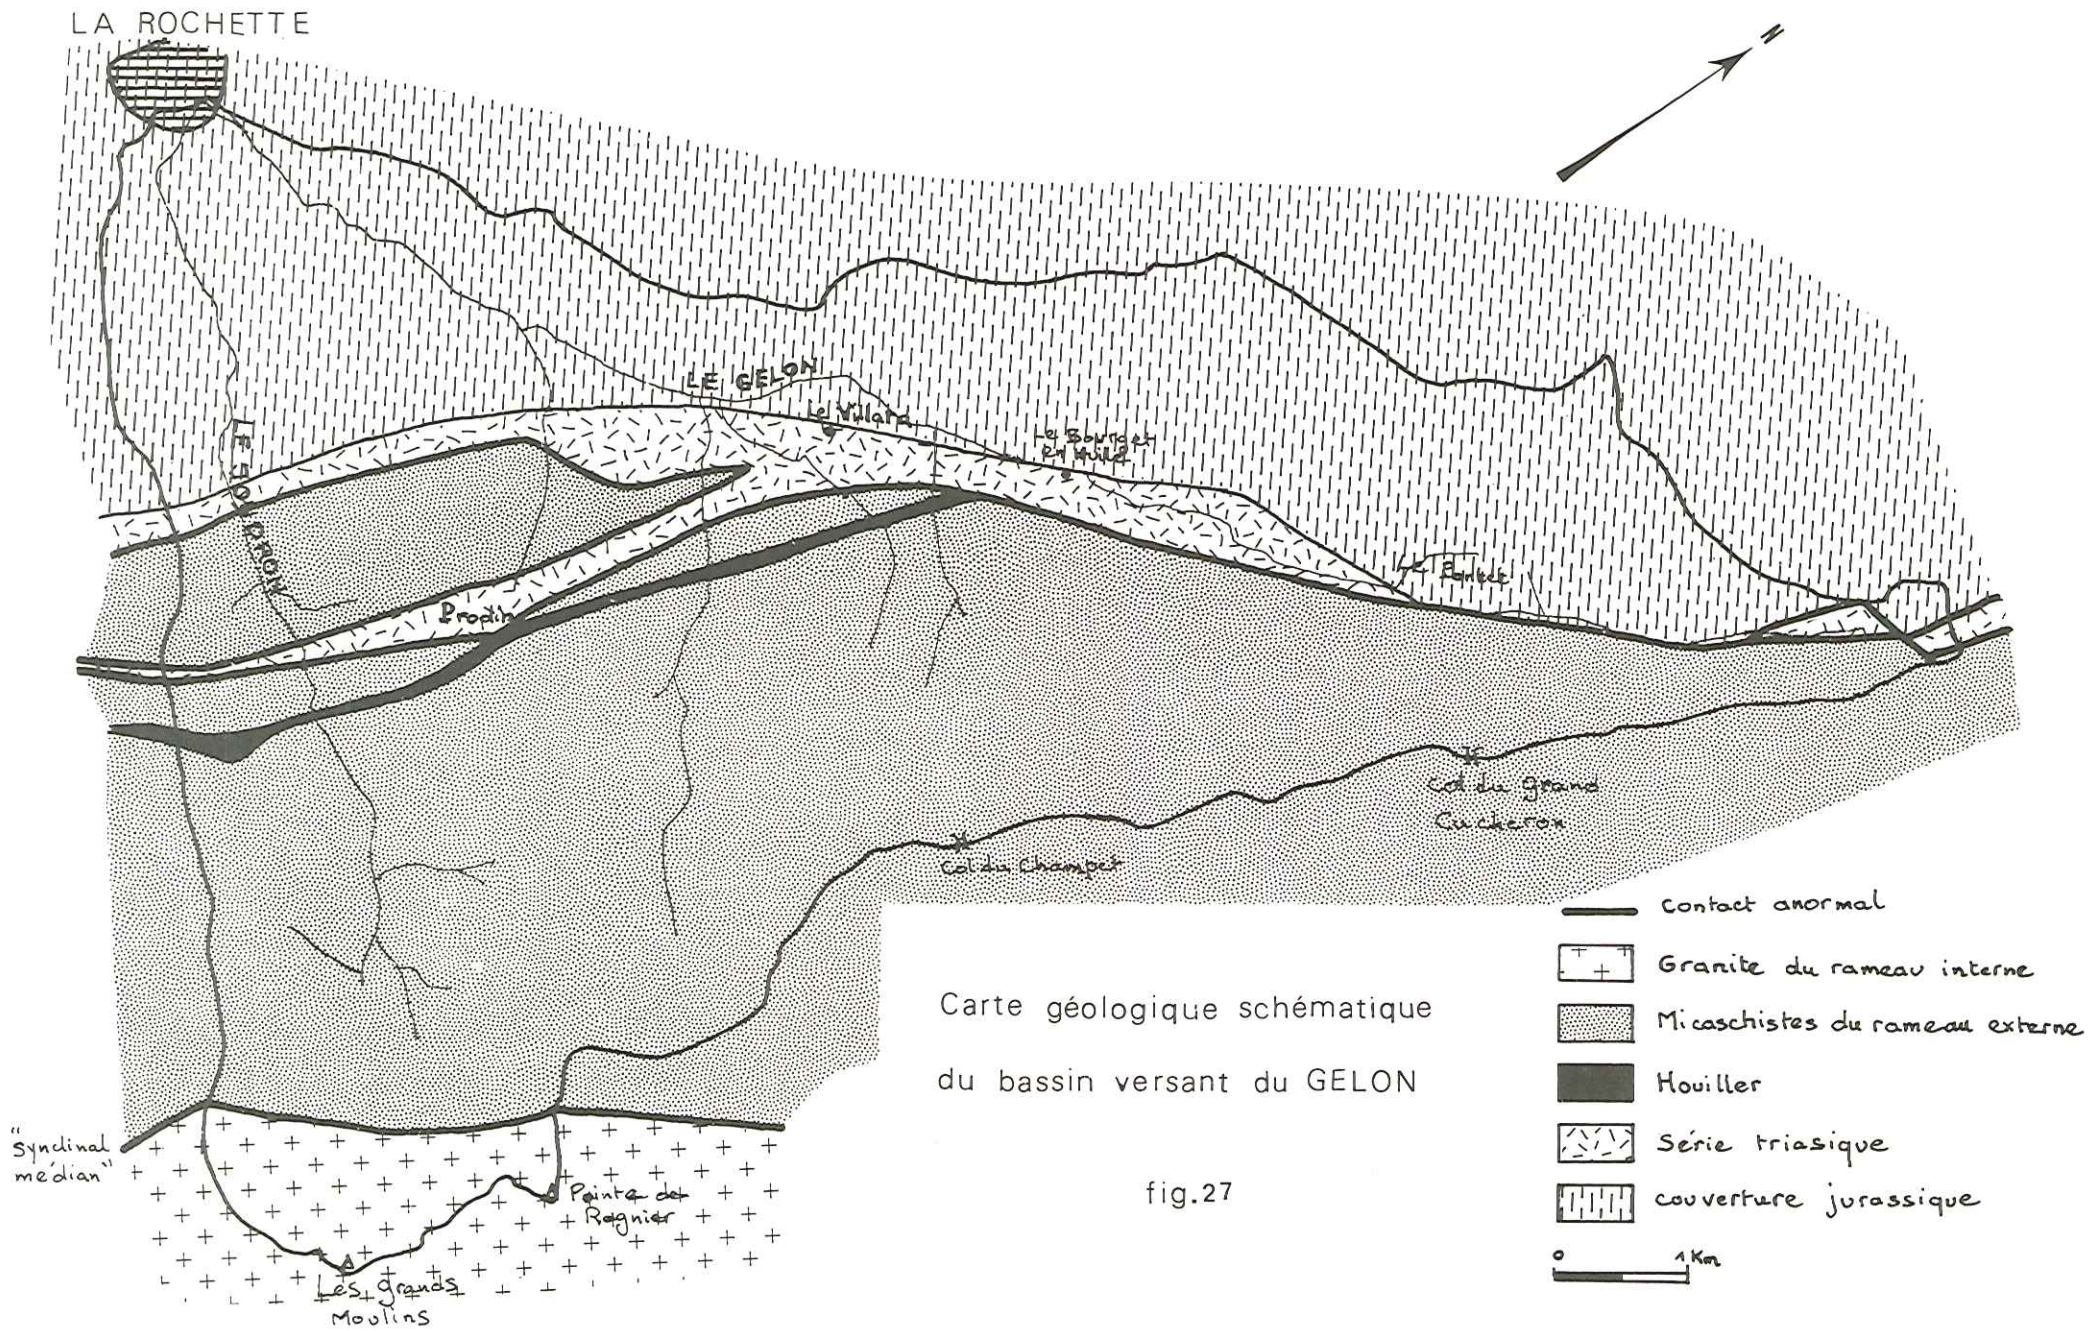 LA ROCHETTE
N
LE GELON
Le Villard
Le Bourget
en Huile
LE JOUDRON
Le Pontet
Prodin
Col du Grand
Cucheron
Col du Champet
Contact anormal
Granite du rameau interne
Micaschistes du rameau externe
Houiller
Série triasique
couverture jurassique
0 1 Km
Carte géologique schématique
du bassin versant du GELON
fig.27
"Synclinal
médian"
Pointe de
Rognier
Les Grands
Moulins